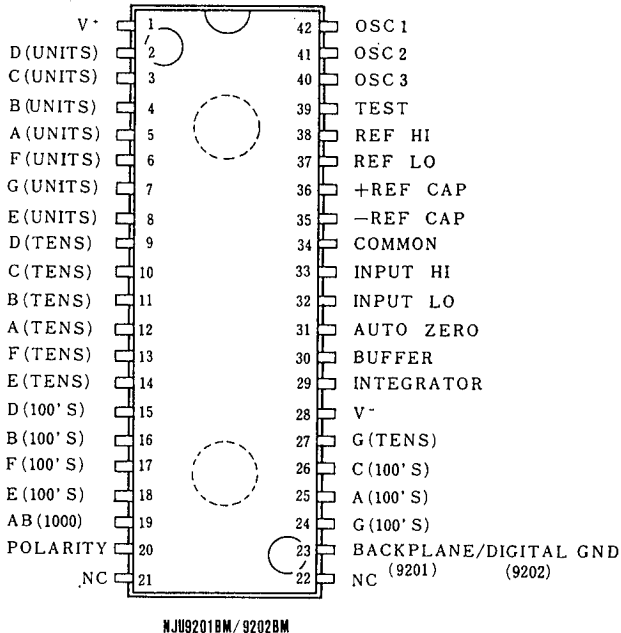 V+ 1 42 OSC 1
D(UNITS) 2 41 OSC 2
C(UNITS) 3 40 OSC 3
B(UNITS) 4 39 TEST
A(UNITS) 5 38 REF HI
F(UNITS) 6 37 REF LO
G(UNITS) 7 36 +REF CAP
E(UNITS) 8 35 −REF CAP
D(TENS) 9 34 COMMON
C(TENS) 10 33 INPUT HI
B(TENS) 11 32 INPUT LO
A(TENS) 12 31 AUTO ZERO
F(TENS) 13 30 BUFFER
E(TENS) 14 29 INTEGRATOR
D(100'S) 15 28 V-
B(100'S) 16 27 G(TENS)
F(100'S) 17 26 C(100'S)
E(100'S) 18 25 A(100'S)
AB(1000) 19 24 G(100'S)
POLARITY 20 23 BACKPLANE/DIGITAL GND
(9201) (9202)
NC 21 22 NC
NJU9201BM/9202BM